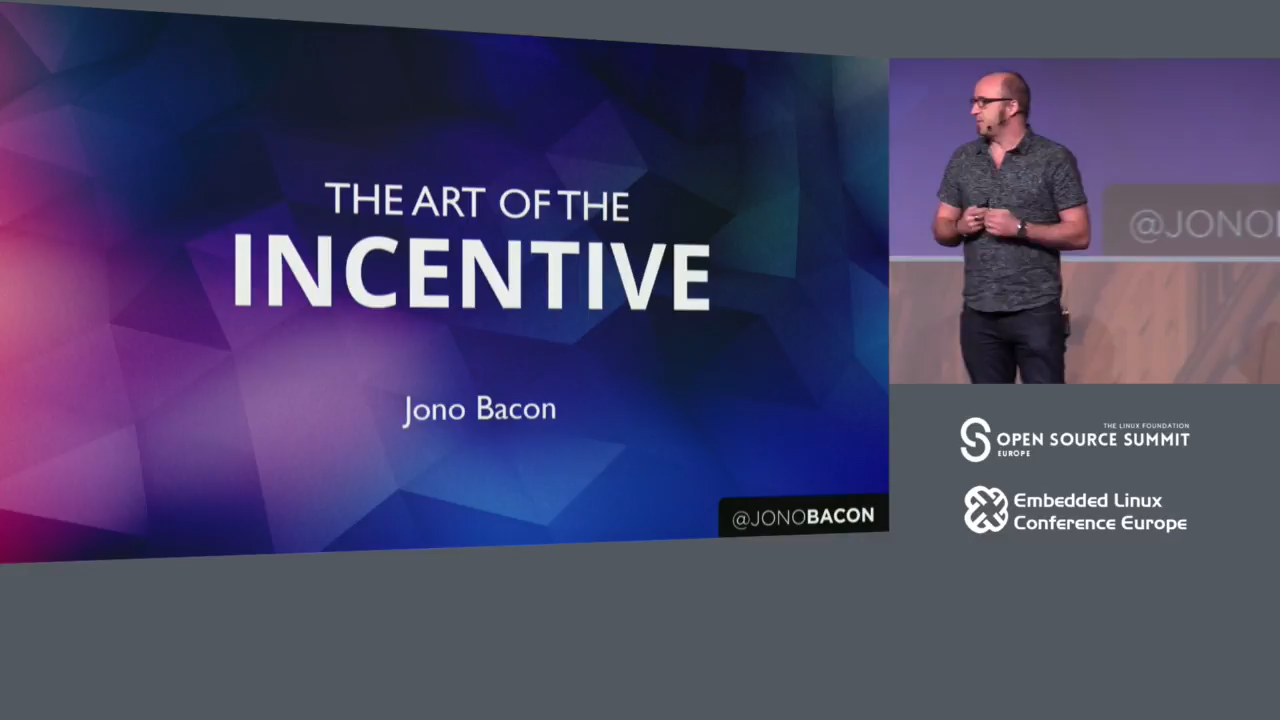 THE ART OF THE
INCENTIVE
Jono Bacon
@JONOBACON
@JONO
THE LINUX FOUNDATION
OPEN SOURCE SUMMIT
EUROPE
Embedded Linux
Conference Europe